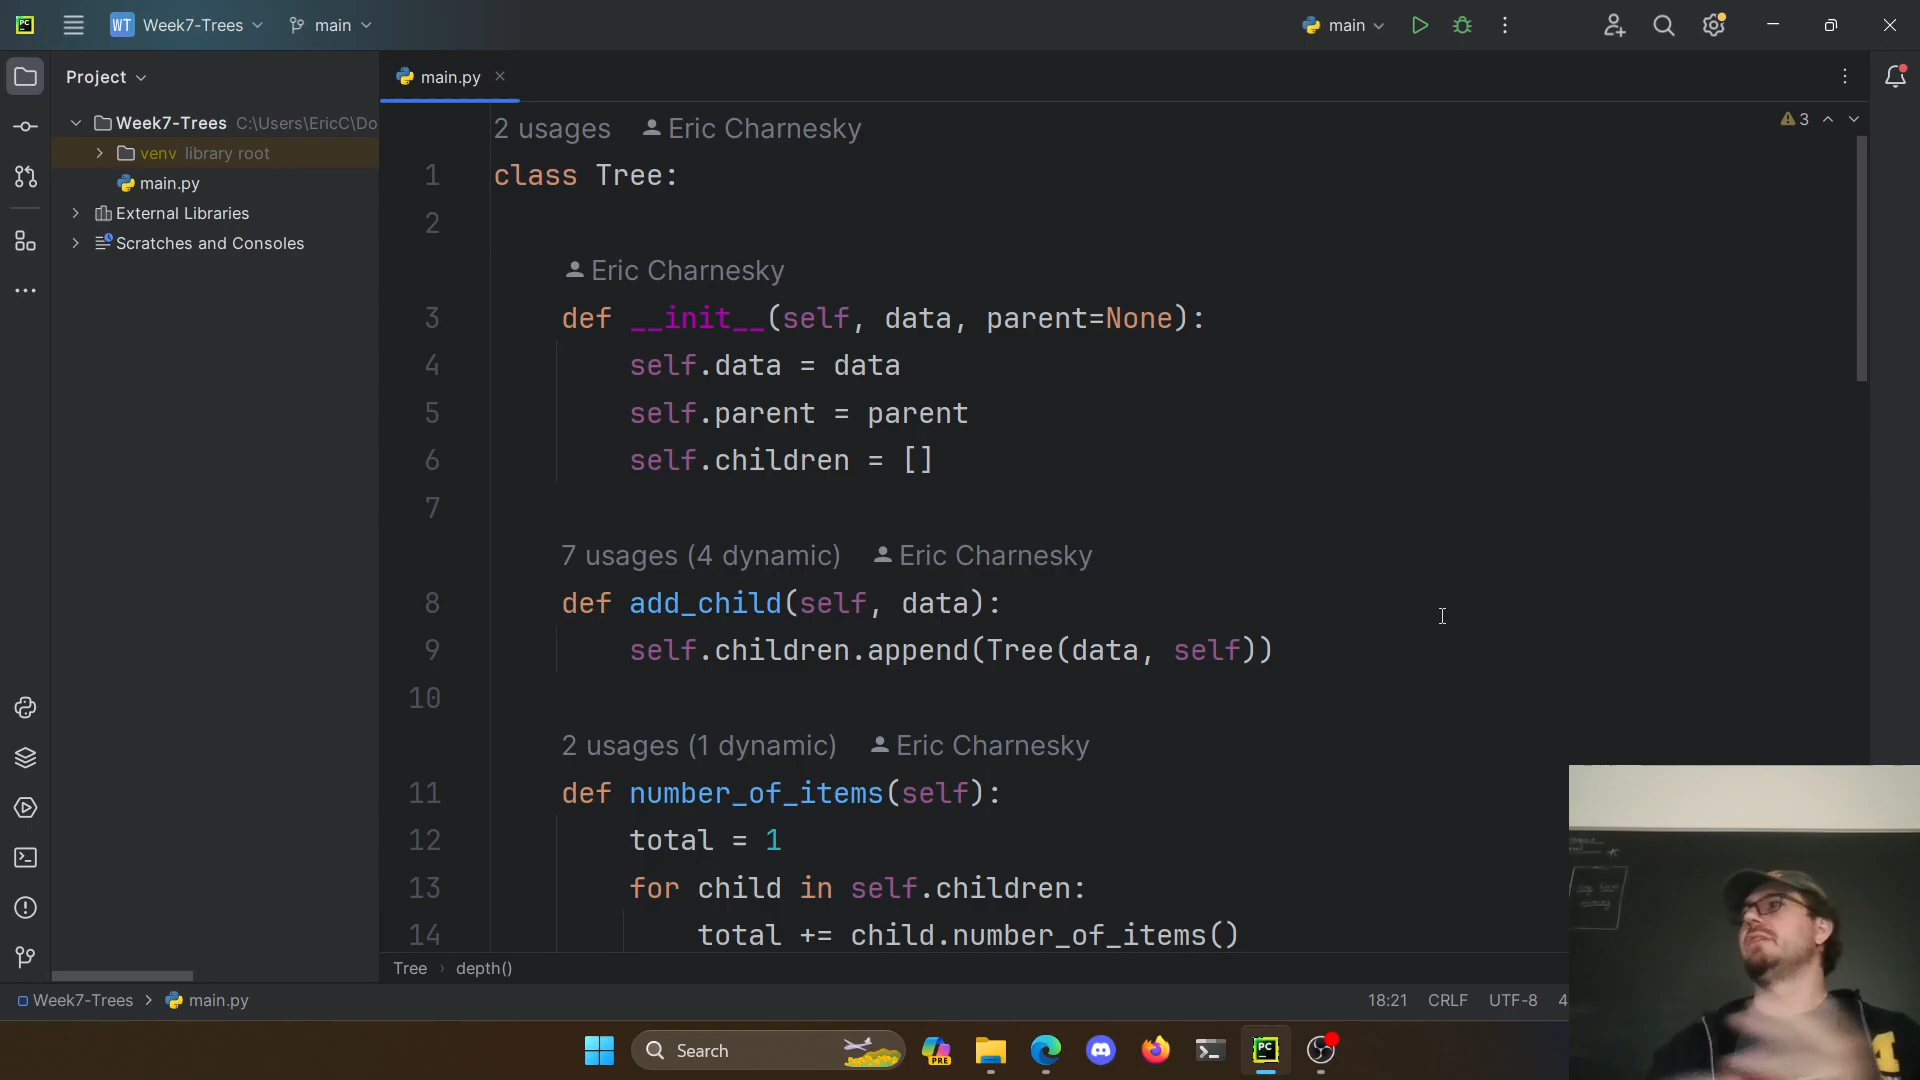 WT Week7-Trees
main
main
Project
main.py
Week7-Trees C:\Users\EricC\Do
venv library root
main.py
External Libraries
Scratches and Consoles
2 usages Eric Charnesky
3
1 class Tree:
2
Eric Charnesky
3 def __init__(self, data, parent=None):
4 self.data = data
5 self.parent = parent
6 self.children = []
7
7 usages (4 dynamic) Eric Charnesky
8 def add_child(self, data):
9 self.children.append(Tree(data, self))
10
2 usages (1 dynamic) Eric Charnesky
11 def number_of_items(self):
12 total = 1
13 for child in self.children:
14 total += child.number_of_items()
Tree › depth()
Week7-Trees > main.py
18:21 CRLF UTF-8 4
Search
PRE
PC
PC